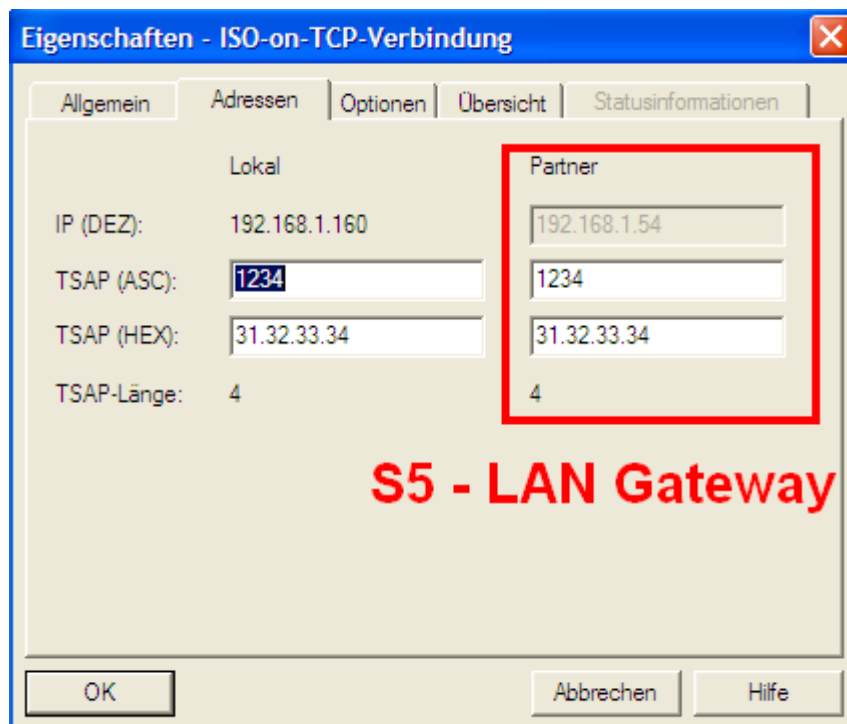 Eigenschaften - ISO-on-TCP-Verbindung
Allgemein Adressen Optionen Übersicht Statusinformationen
Lokal Partner
IP (DEZ): 192.168.1.160 192.168.1.54
TSAP (ASC): 1234 1234
TSAP (HEX): 31.32.33.34 31.32.33.34
TSAP-Länge: 4 4
S5 - LAN Gateway
OK Abbrechen Hilfe